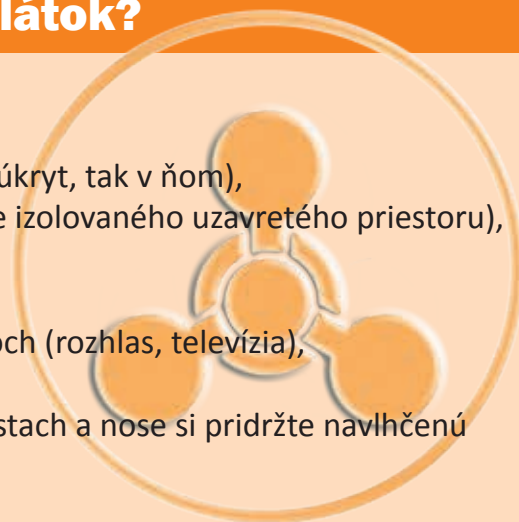 látok?
úkryt, tak v ňom),
e izolovaného uzavretého priestoru),
och (rozhlas, televízia),
stach a nose si pridržte navlhčenú